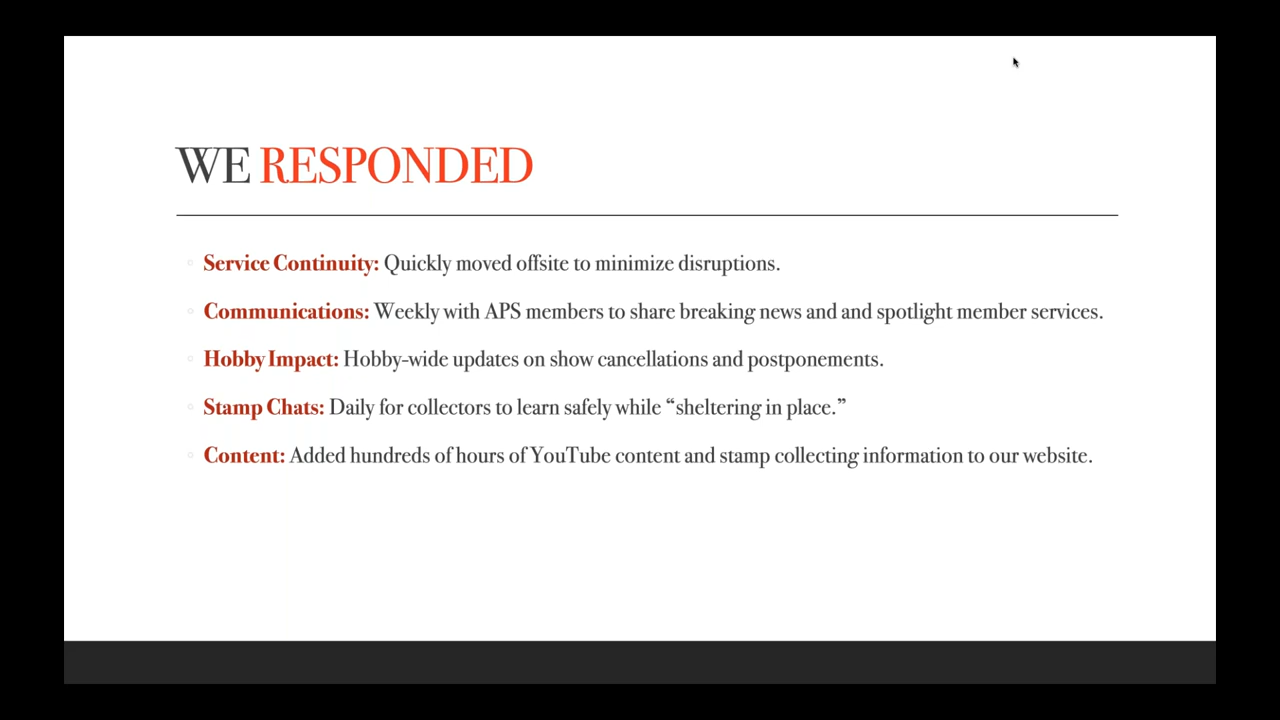 WE RESPONDED
Service Continuity: Quickly moved offsite to minimize disruptions.
Communications: Weekly with APS members to share breaking news and and spotlight member services.
Hobby Impact: Hobby-wide updates on show cancellations and postponements.
Stamp Chats: Daily for collectors to learn safely while “sheltering in place.”
Content: Added hundreds of hours of YouTube content and stamp collecting information to our website.